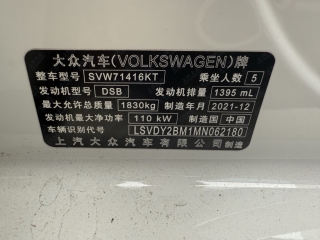 大众汽车(VOLKSWAGEN)牌
整车型号 SVW71416KT 乘坐人数 5
发动机型号 DSB 发动机排量 1395 mL
最大允许总质量 1830kg 制造年月 2021-12
发动机最大净功率 110 kW 制造国 中国
车辆识别代号 LSVDY2BM1MN062180
上汽大众汽车有限公司制造